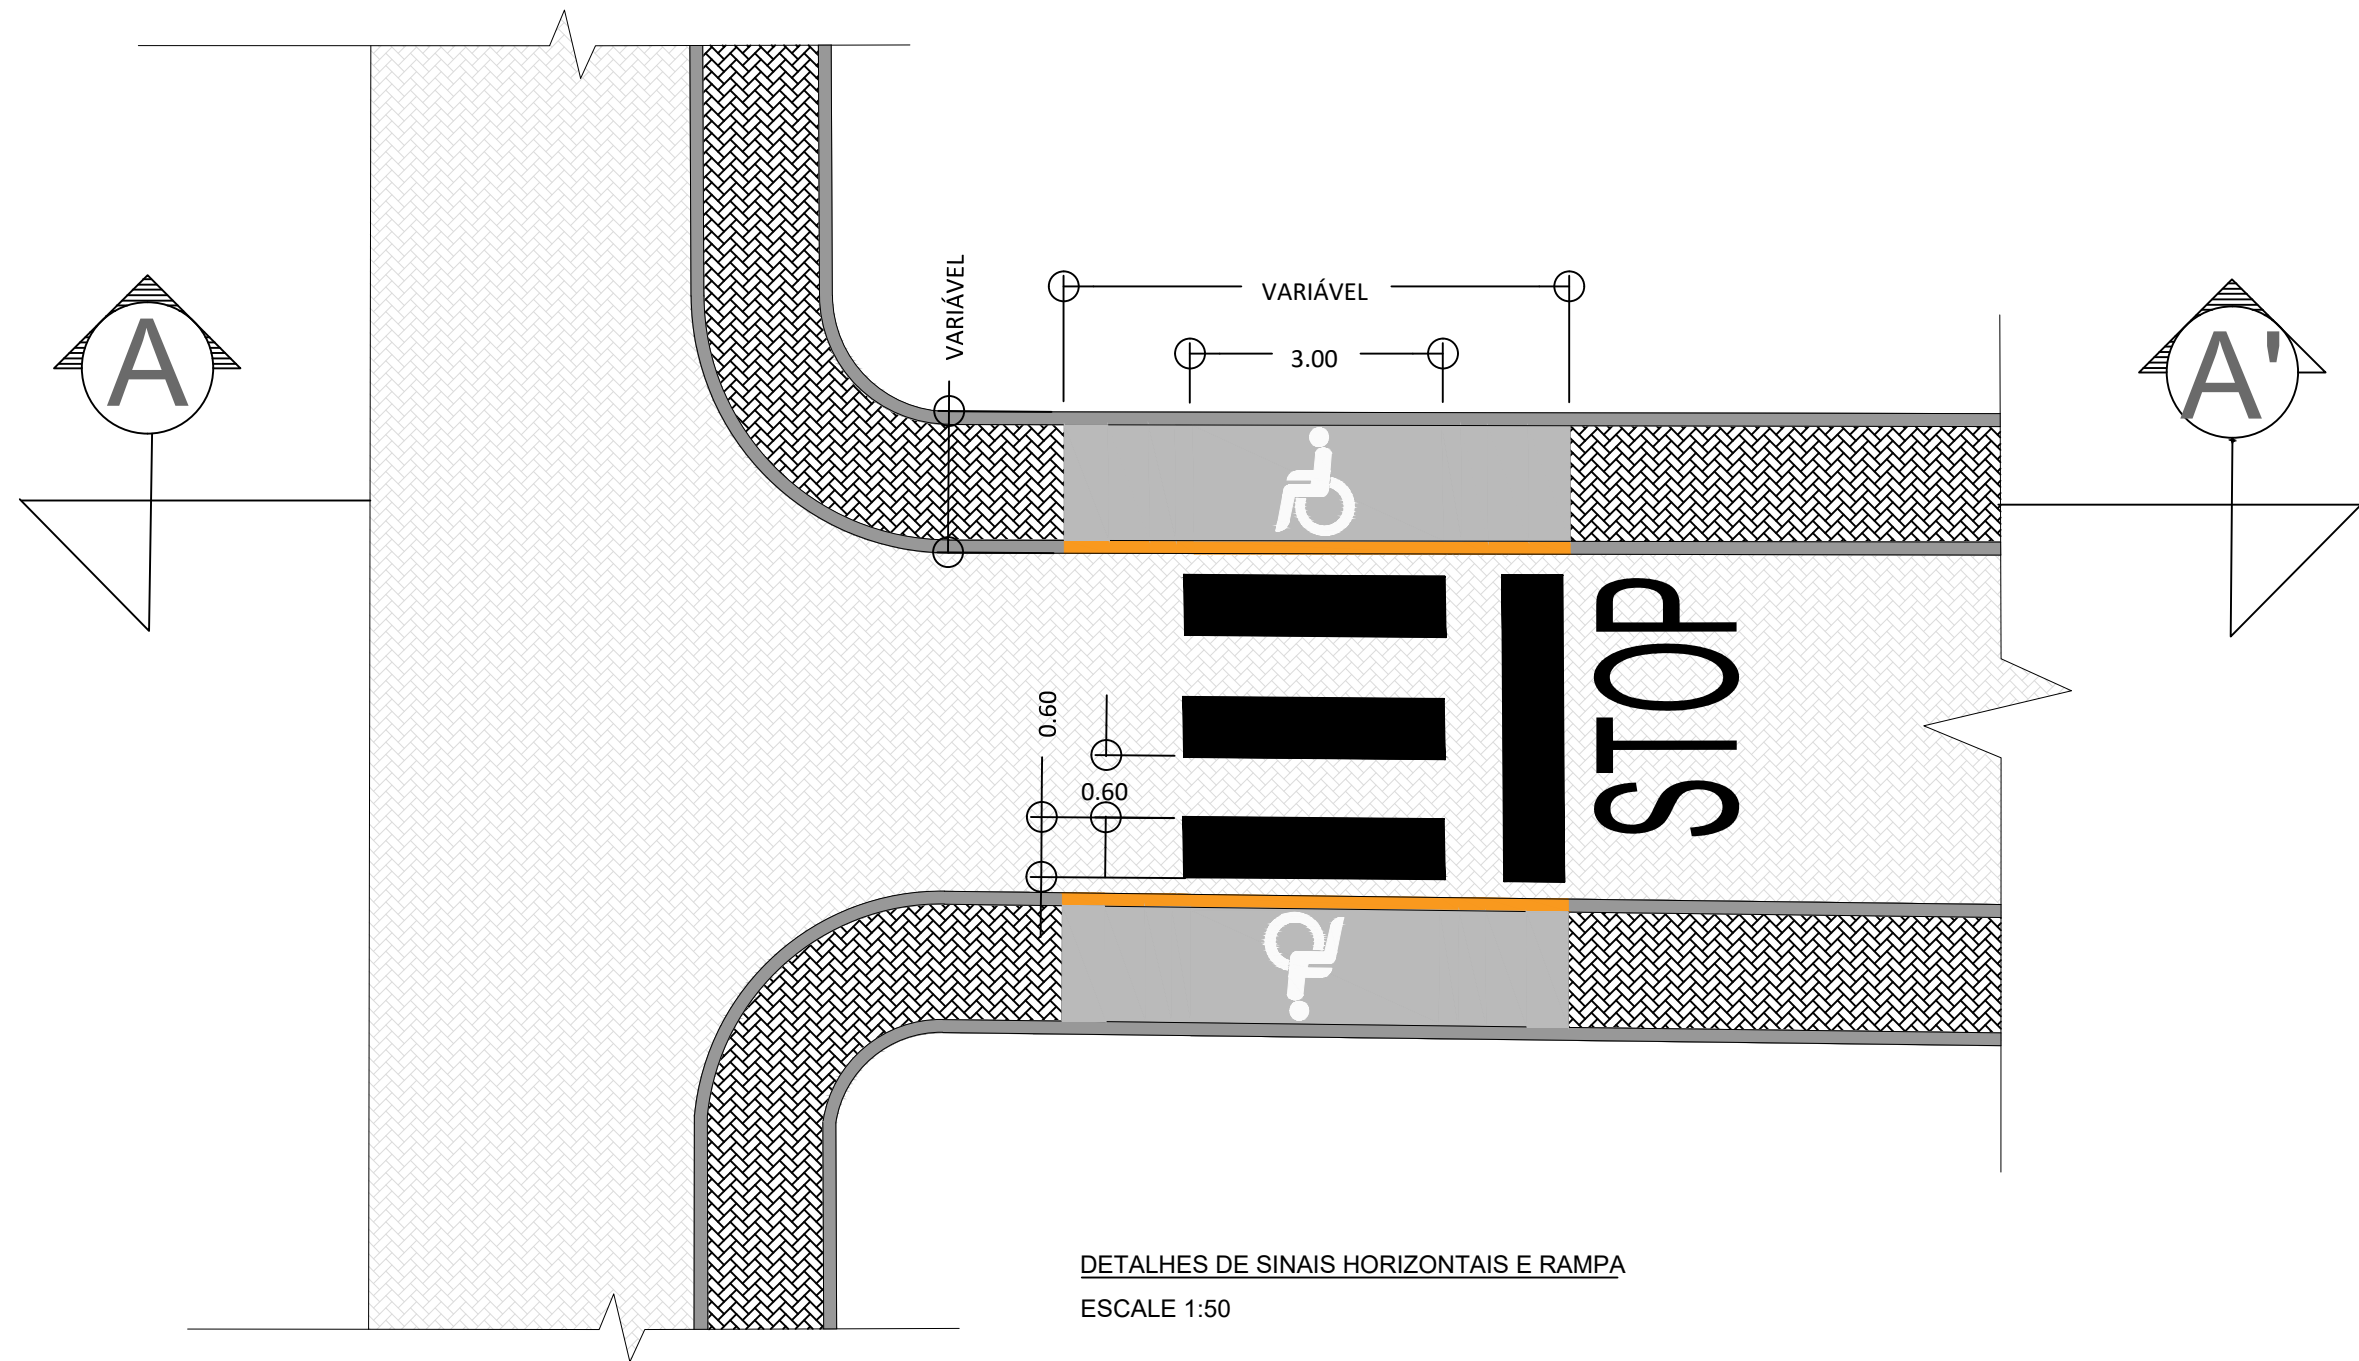 VARIÁVEL
VARIÁVEL
3.00
A
A'
STOP
0.60
0.60
DETALHES DE SINAIS HORIZONTAIS E RAMPA
ESCALE 1:50